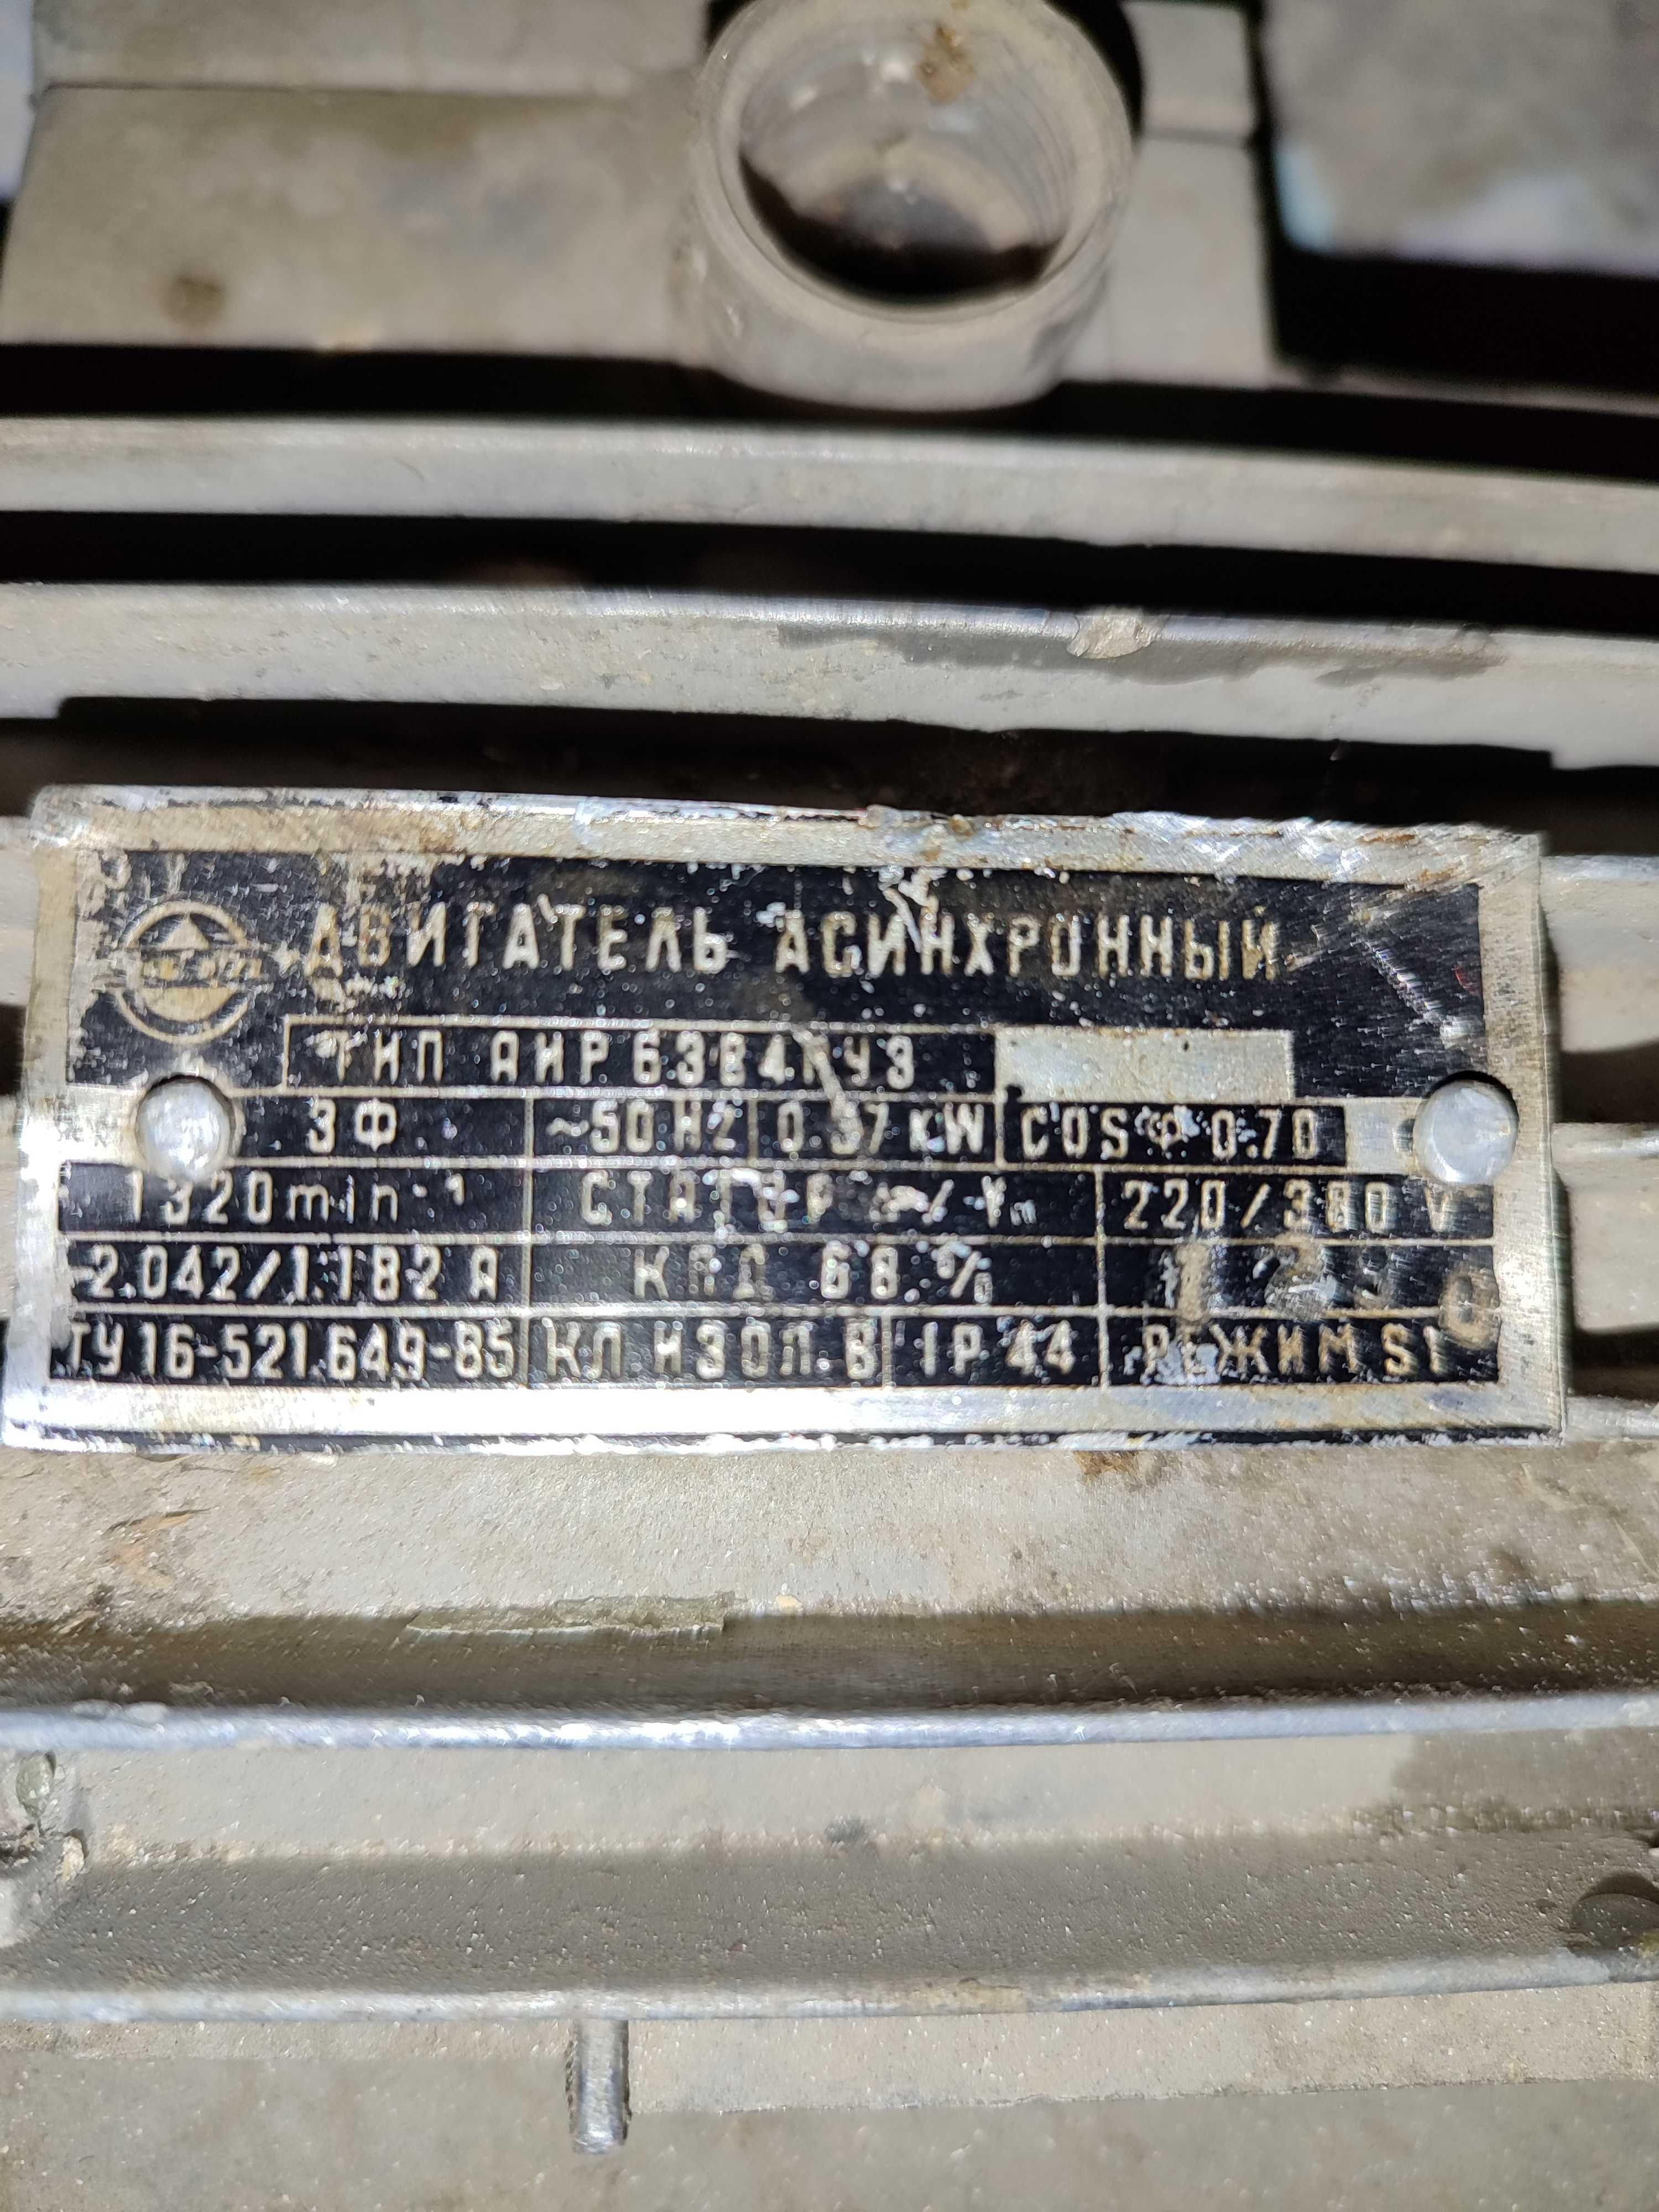 ДВИГАТЕЛЬ АСИНХРОННЫЙ
ТИП АИР
3Ф ~50 HZ 0.37 KW COS φ 0.70
1320 min⁻¹ СТАТОР 220/380 V
2.042/1.182 А КПД 68 %
ТУ 16-521.649-85 КЛ.ИЗОЛ.В IP 44 РЕЖИМ S1